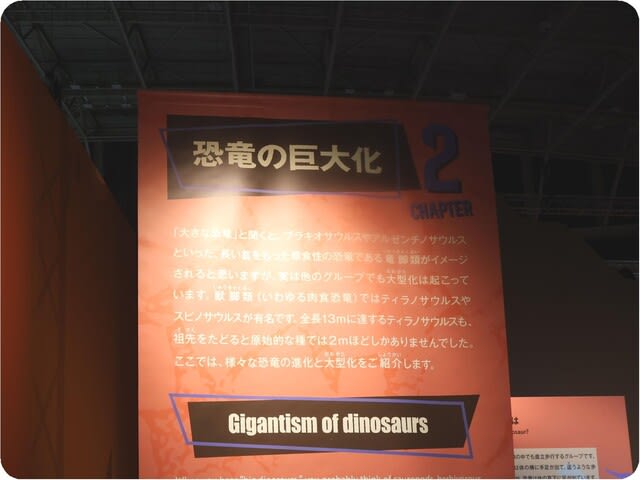 恐竜の巨大化
2
CHAPTER
「大きな恐竜」と聞くと、ブラキオサウルスやアルゼンチノサウルス
といった、長い首をもった植物食性の恐竜である竜脚類がイメージ
されると思いますが、実は他のグループでも大型化は起こって
います。獣脚類(いわゆる肉食恐竜)ではティラノサウルスや
スピノサウルスが有名です。全長13mに達するティラノサウルスも、
祖先をたどると原始的な種では2mほどしかありませんでした。
ここでは、様々な恐竜の進化と大型化をご紹介します。
Gigantism of dinosaurs
は